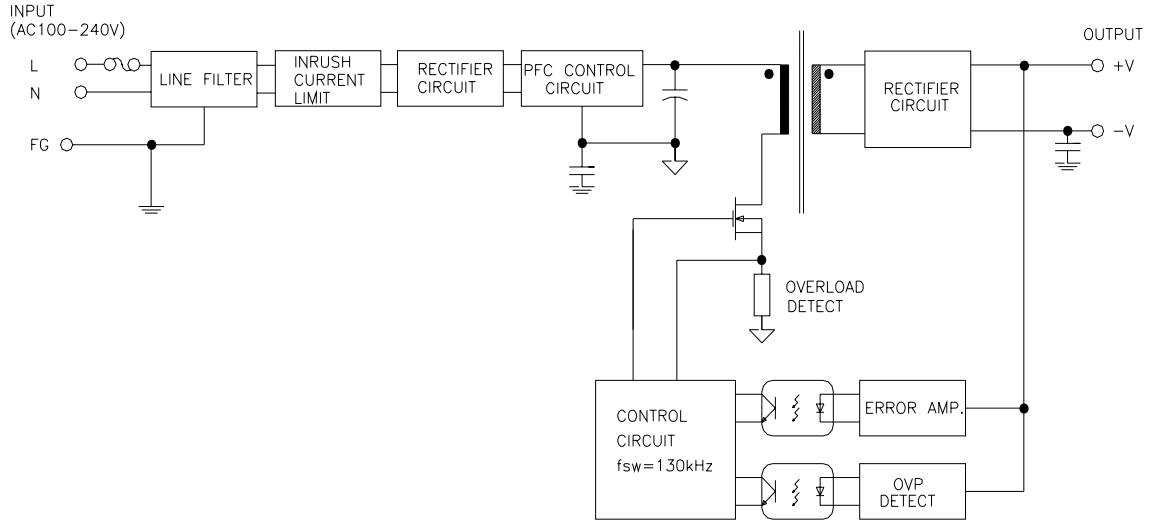 INPUT
(AC100-240V)
OUTPUT
L
N
FG
LINE FILTER
INRUSH
CURRENT
LIMIT
RECTIFIER
CIRCUIT
PFC CONTROL
CIRCUIT
RECTIFIER
CIRCUIT
+V
-V
OVERLOAD
DETECT
CONTROL
CIRCUIT
fsw=130kHz
ERROR AMP.
OVP
DETECT